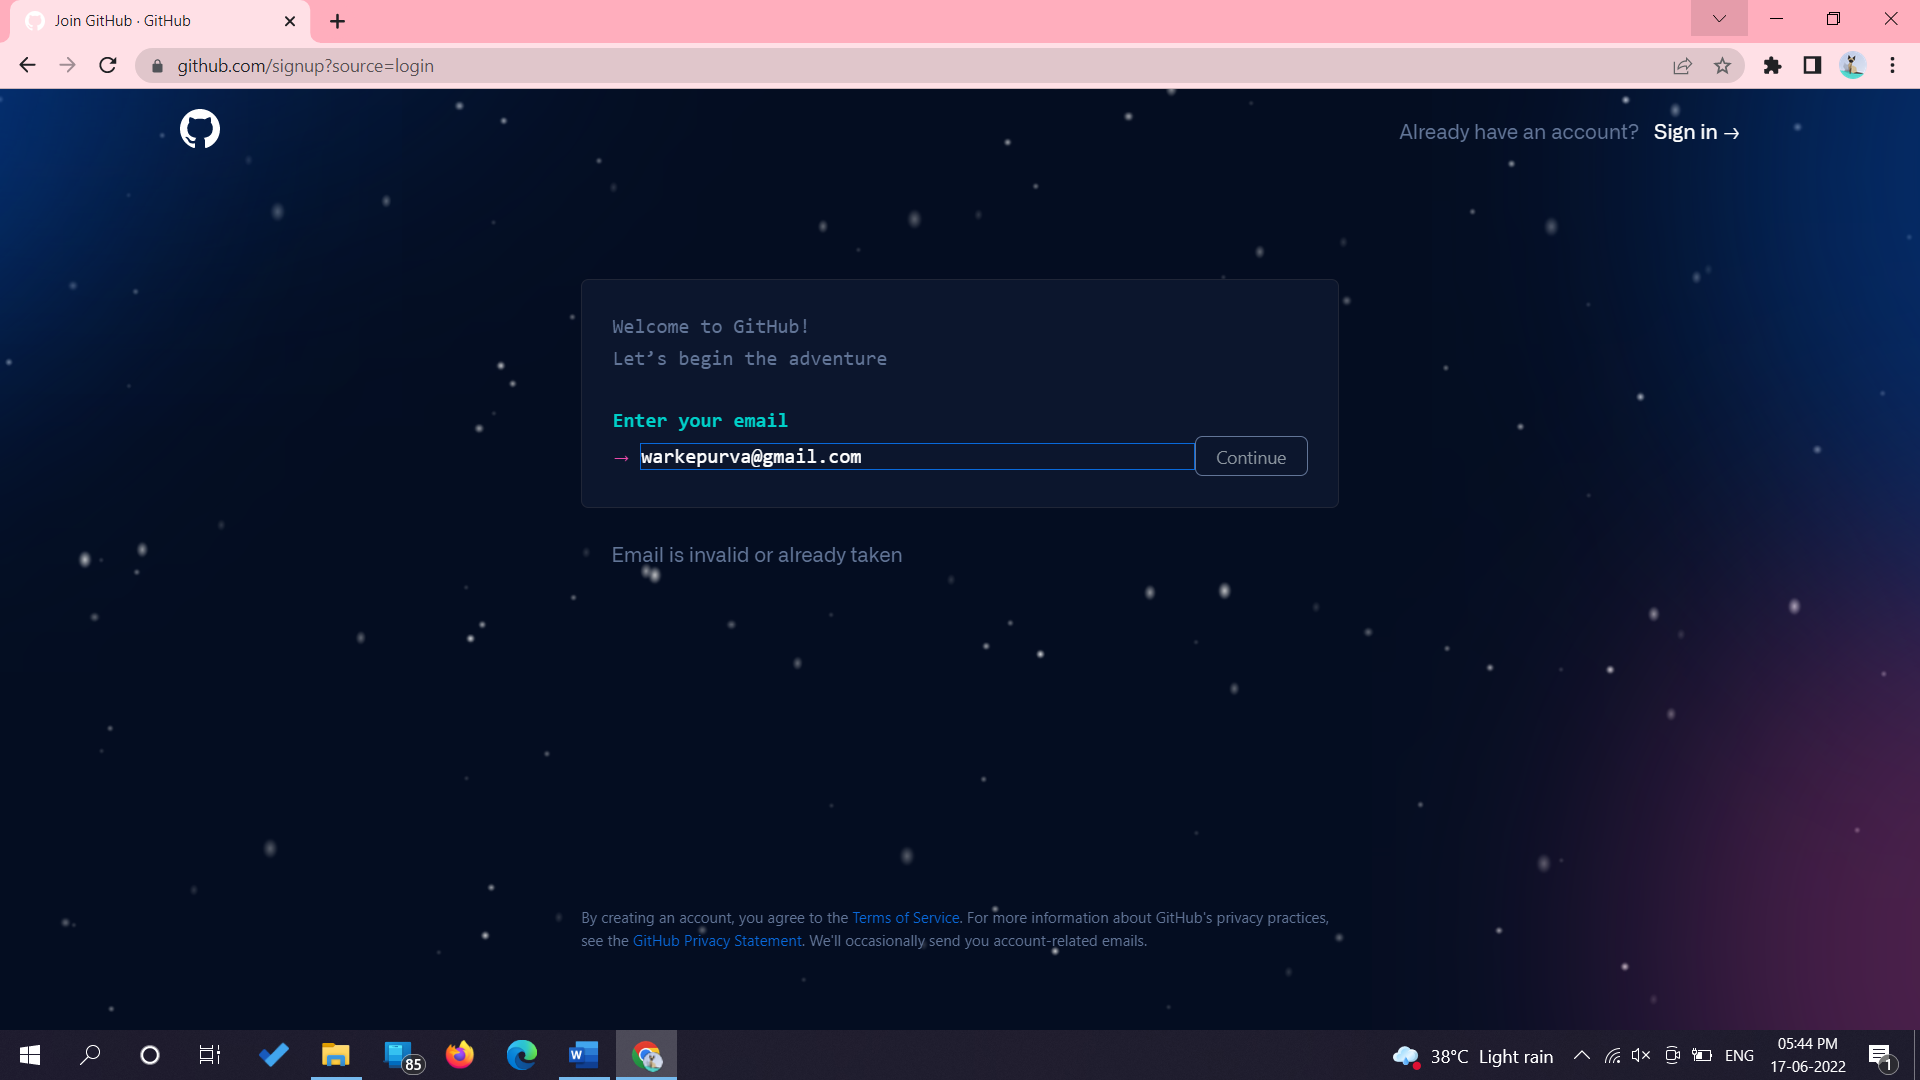 Join GitHub · GitHub
github.com/signup?source=login
Already have an account? Sign in →
Welcome to GitHub!
Let’s begin the adventure
Enter your email
→ warkepurva@gmail.com
Continue
Email is invalid or already taken
By creating an account, you agree to the Terms of Service. For more information about GitHub's privacy practices,
see the GitHub Privacy Statement. We'll occasionally send you account-related emails.
85
W
38°C Light rain
ENG
05:44 PM
17-06-2022
1